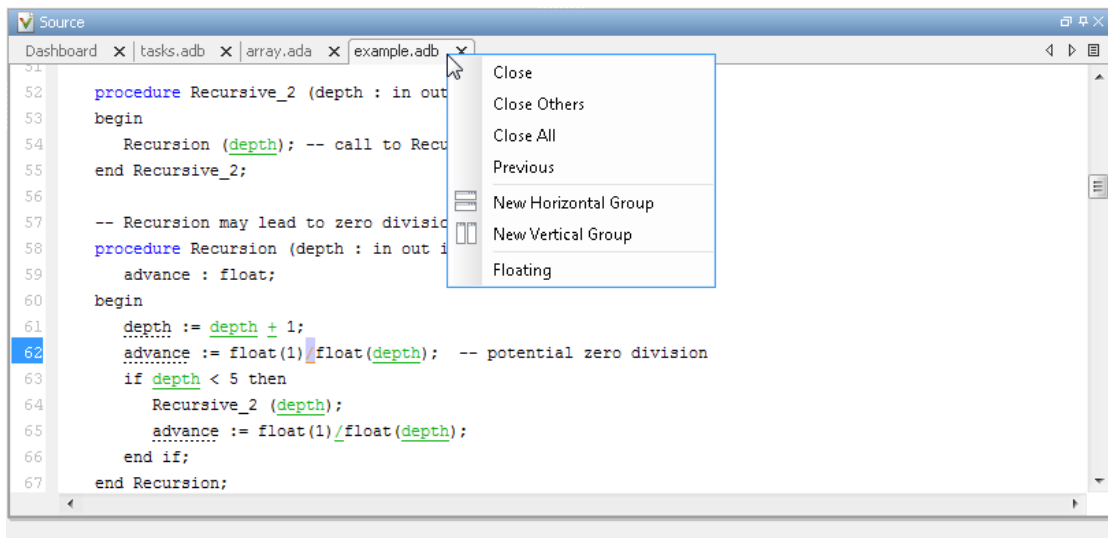 Source
Dashboard tasks.adb array.ada example.adb
51
52 procedure Recursive_2 (depth : in out
53 begin
54 Recursion (depth); -- call to Recu
55 end Recursive_2;
56
57 -- Recursion may lead to zero divisio
58 procedure Recursion (depth : in out i
59 advance : float;
60 begin
61 depth := depth + 1;
62 advance := float(1)/float(depth); -- potential zero division
63 if depth < 5 then
64 Recursive_2 (depth);
65 advance := float(1)/float(depth);
66 end if;
67 end Recursion;
Close
Close Others
Close All
Previous
New Horizontal Group
New Vertical Group
Floating